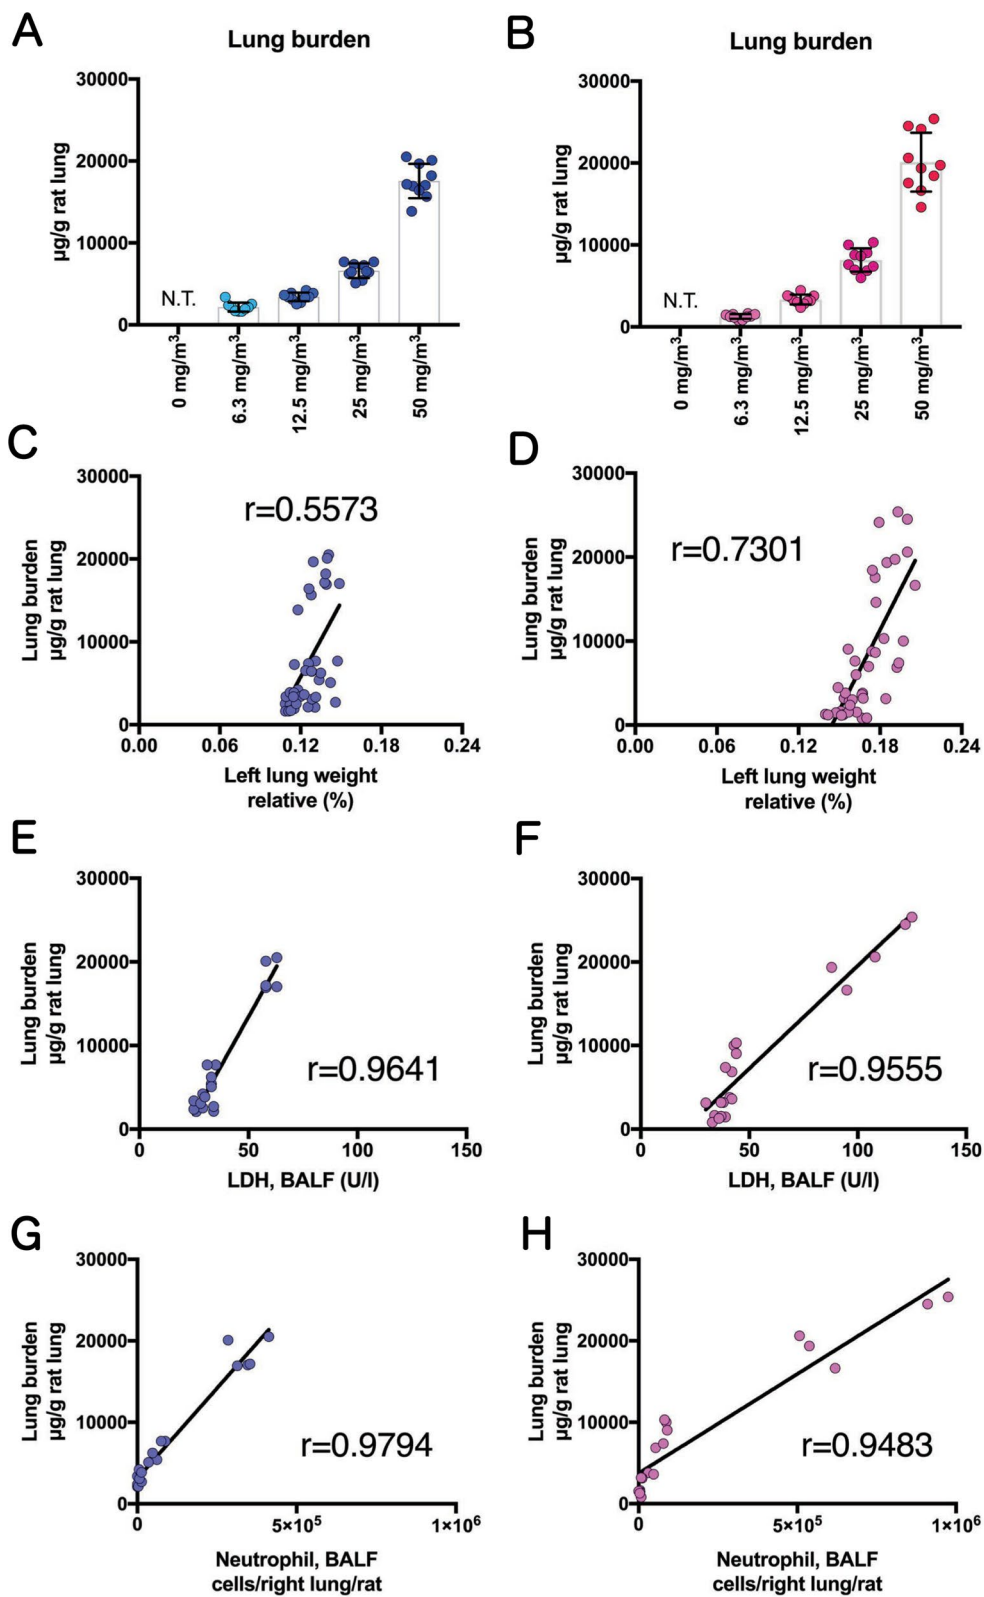 A
Lung burden
30000
20000
10000
0
µg/g rat lung
N.T.
0 mg/m³
6.3 mg/m³
12.5 mg/m³
25 mg/m³
50 mg/m³
B
Lung burden
30000
20000
10000
0
µg/g rat lung
N.T.
0 mg/m³
6.3 mg/m³
12.5 mg/m³
25 mg/m³
50 mg/m³
C
30000
20000
10000
0
Lung burden
µg/g rat lung
r=0.5573
0.00 0.06 0.12 0.18 0.24
Left lung weight
relative (%)
D
30000
20000
10000
0
Lung burden
µg/g rat lung
r=0.7301
0.00 0.06 0.12 0.18 0.24
Left lung weight
relative (%)
E
30000
20000
10000
0
Lung burden
µg/g rat lung
r=0.9641
0 50 100 150
LDH, BALF (U/l)
F
30000
20000
10000
0
Lung burden
µg/g rat lung
r=0.9555
0 50 100 150
LDH, BALF (U/l)
G
30000
20000
10000
0
Lung burden
µg/g rat lung
r=0.9794
0 5×10⁵ 1×10⁶
Neutrophil, BALF
cells/right lung/rat
H
30000
20000
10000
0
Lung burden
µg/g rat lung
r=0.9483
0 5×10⁵ 1×10⁶
Neutrophil, BALF
cells/right lung/rat